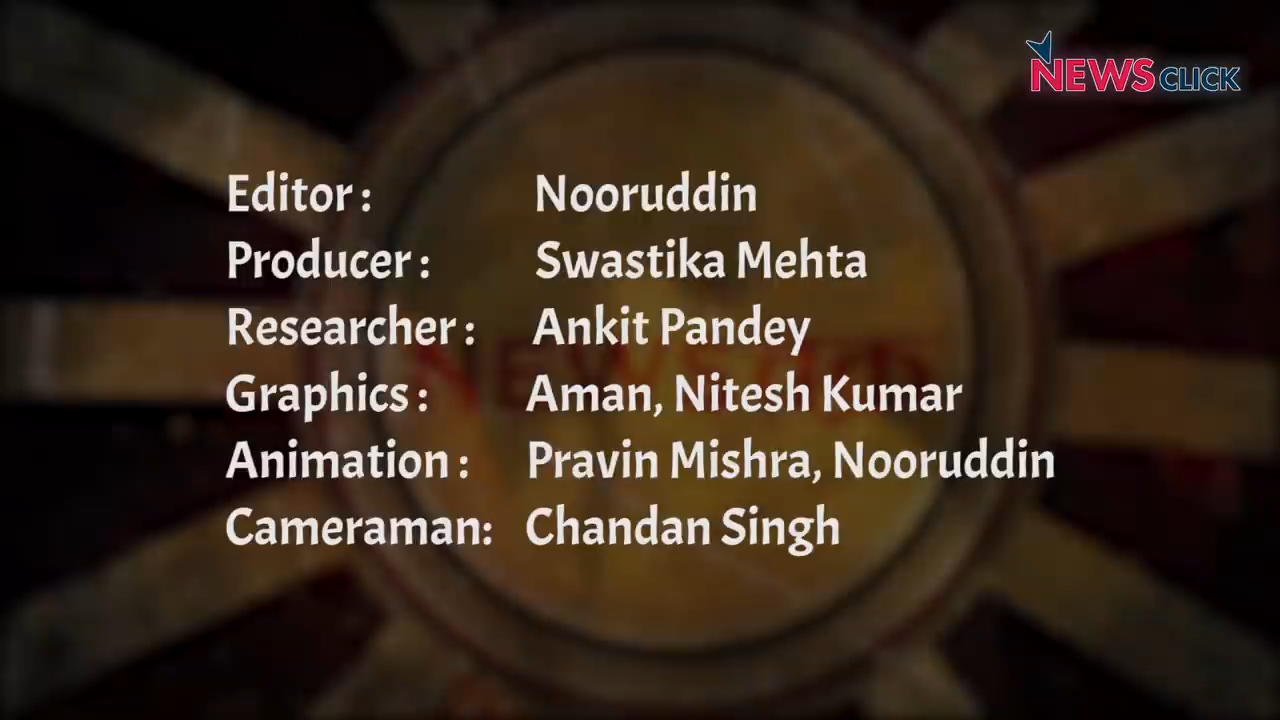 NEWSCLICK
Editor : Nooruddin
Producer : Swastika Mehta
Researcher : Ankit Pandey
Graphics : Aman, Nitesh Kumar
Animation : Pravin Mishra, Nooruddin
Cameraman: Chandan Singh